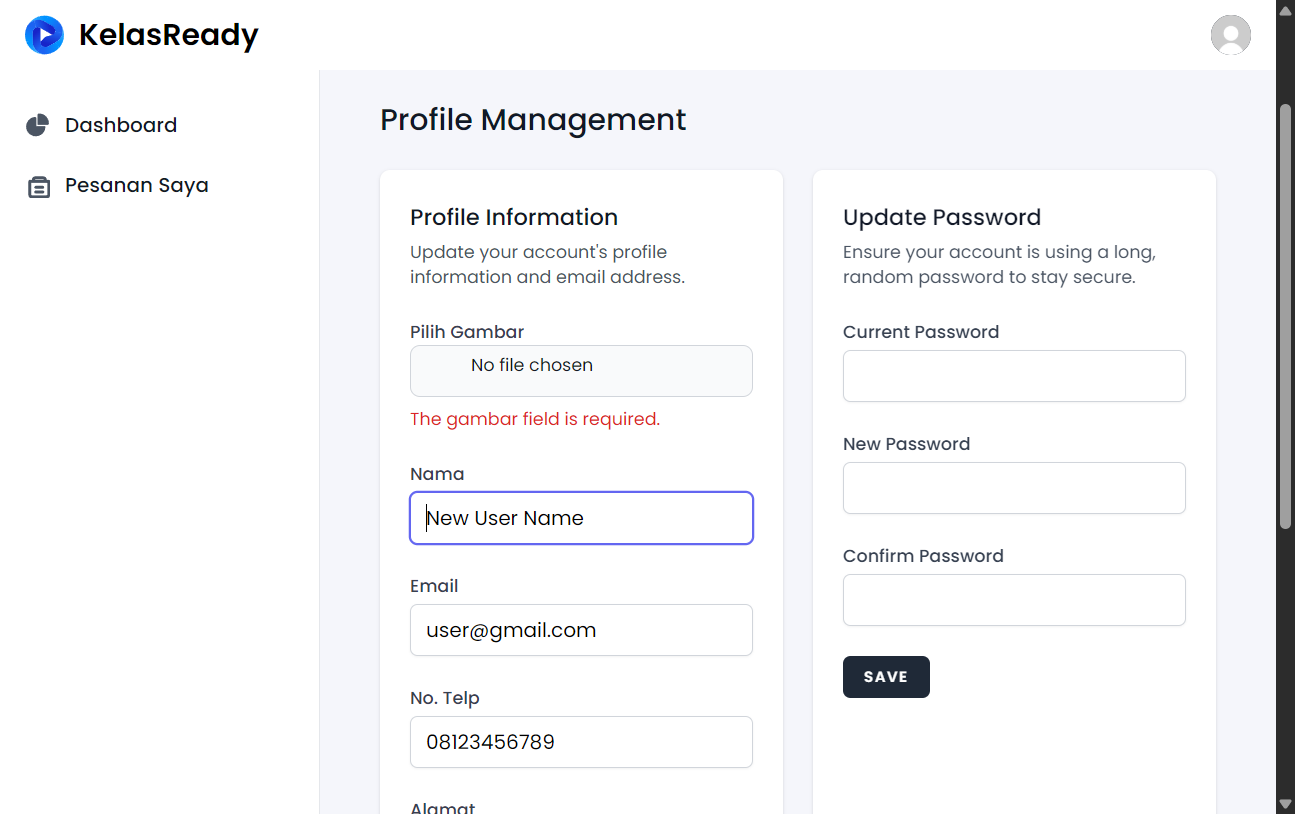 KelasReady
Dashboard
Pesanan Saya
Profile Management
Profile Information
Update your account's profile
information and email address.
Pilih Gambar
No file chosen
The gambar field is required.
Nama
New User Name
Email
user@gmail.com
No. Telp
08123456789
Alamat
Update Password
Ensure your account is using a long,
random password to stay secure.
Current Password
New Password
Confirm Password
SAVE